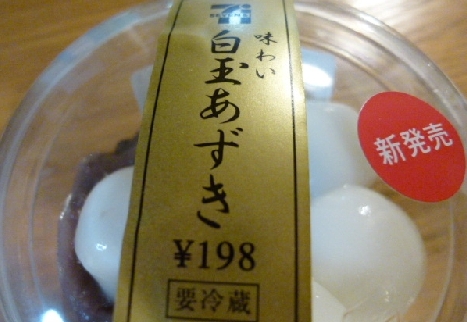 味わい
白玉あずき
¥198
要冷蔵
新発売